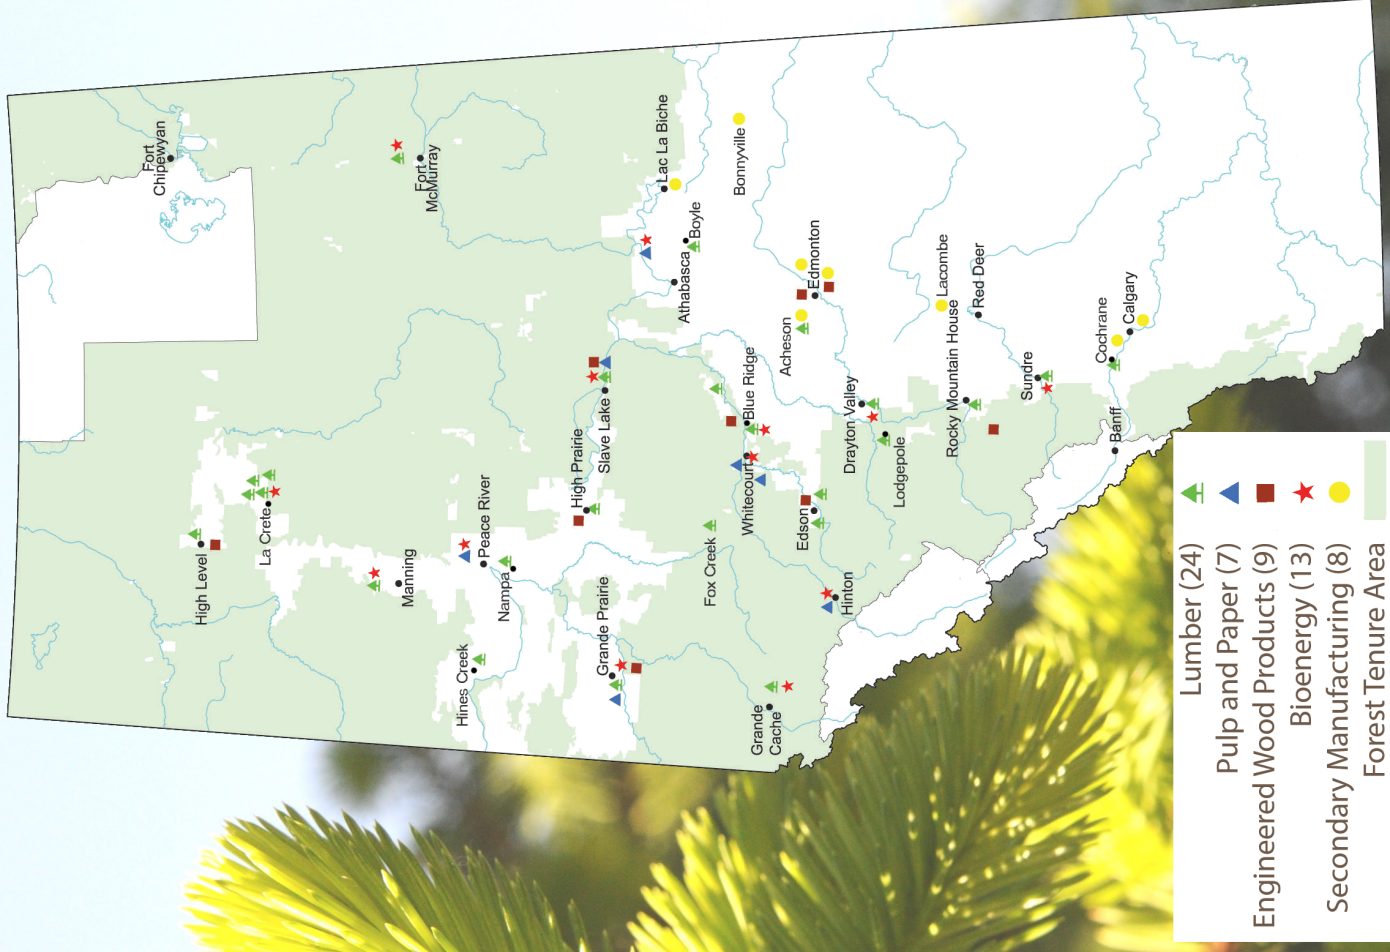 Fort
Chipewyan
Fort
McMurray
High Level
La Crete
Manning
Hines Creek
Peace River
Nampa
High Prairie
Slave Lake
Grande Prairie
Lac La Biche
Boyle
Athabasca
Bonnyville
Fox Creek
Whitecourt
Blue Ridge
Grande
Cache
Acheson
Edmonton
Edson
Hinton
Drayton Valley
Lodgepole
Lacombe
Rocky Mountain House
Red Deer
Sundre
Cochrane
Calgary
Banff
Lumber (24)
Pulp and Paper (7)
Engineered Wood Products (9)
Bioenergy (13)
Secondary Manufacturing (8)
Forest Tenure Area